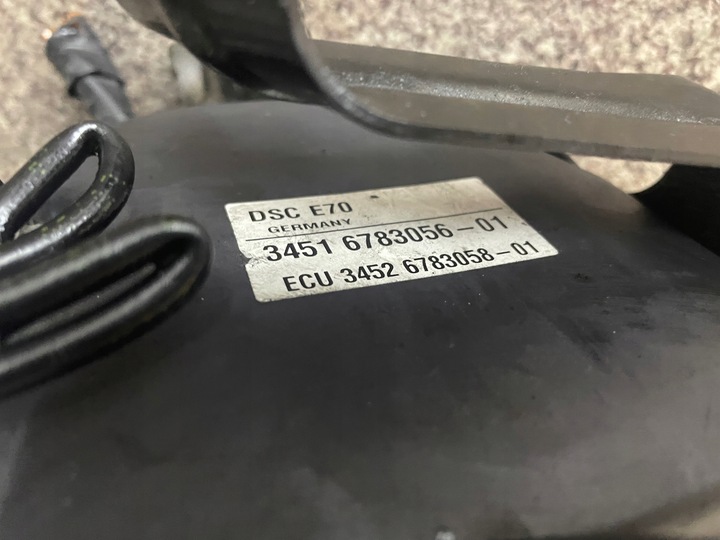 DSC E70
GERMANY
3451 6783056-01
ECU 3452 6783058-01